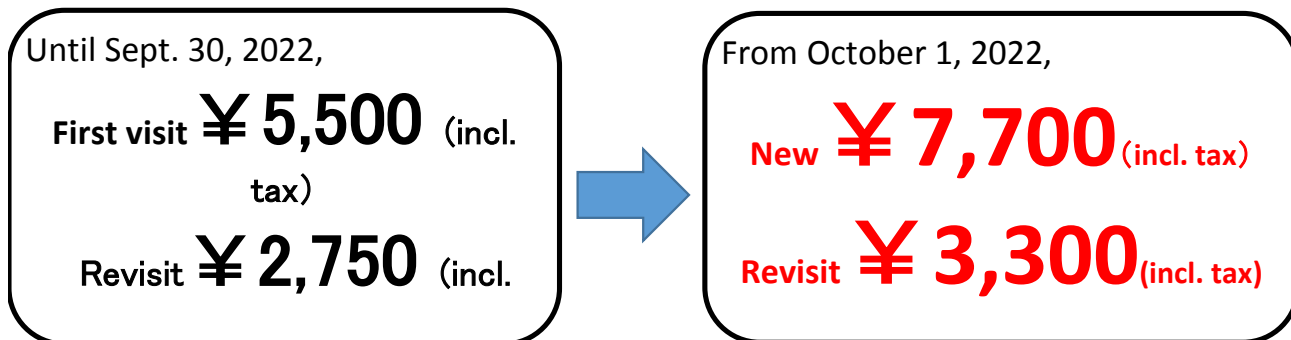 Until Sept. 30, 2022,
First visit ￥5,500（incl.
tax）
Revisit ￥2,750（incl.
From October 1, 2022,
New ￥7,700（incl. tax）
Revisit ￥3,300(incl. tax)